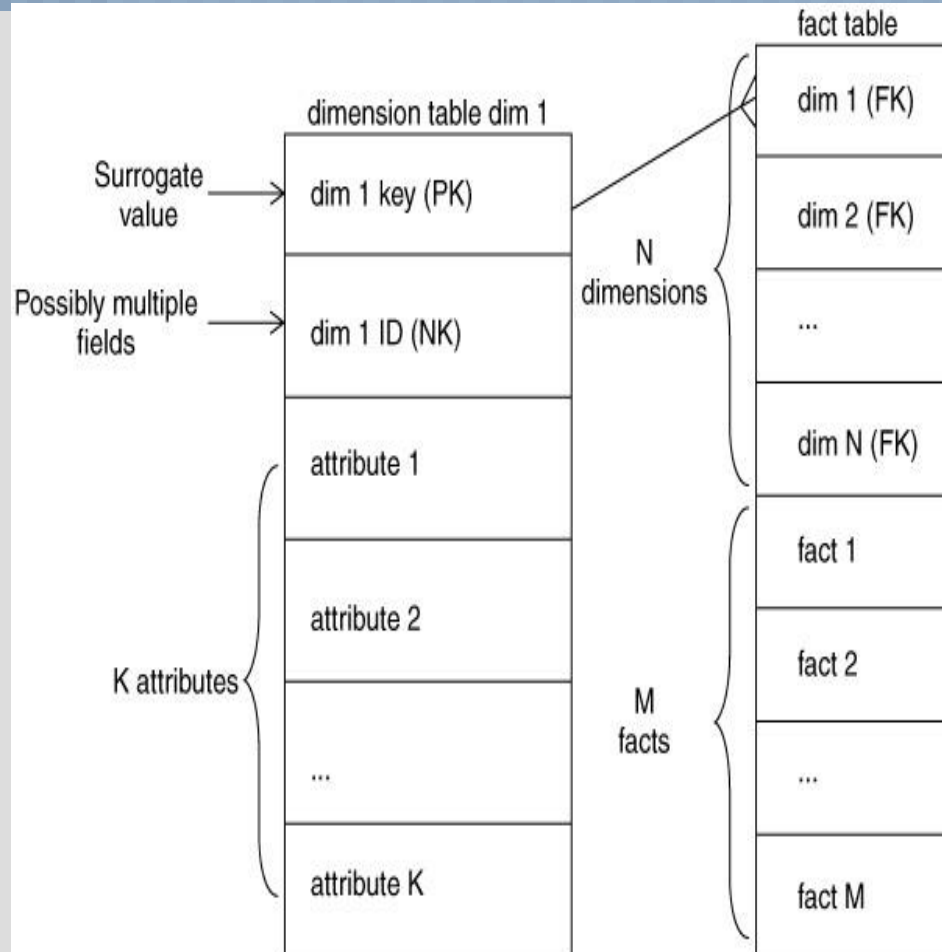 dimension table dim 1
Surrogate
value
dim 1 key (PK)
Possibly multiple
fields
dim 1 ID (NK)
attribute 1
attribute 2
K attributes
...
attribute K
fact table
dim 1 (FK)
dim 2 (FK)
N
dimensions
...
dim N (FK)
fact 1
fact 2
M
facts
...
fact M